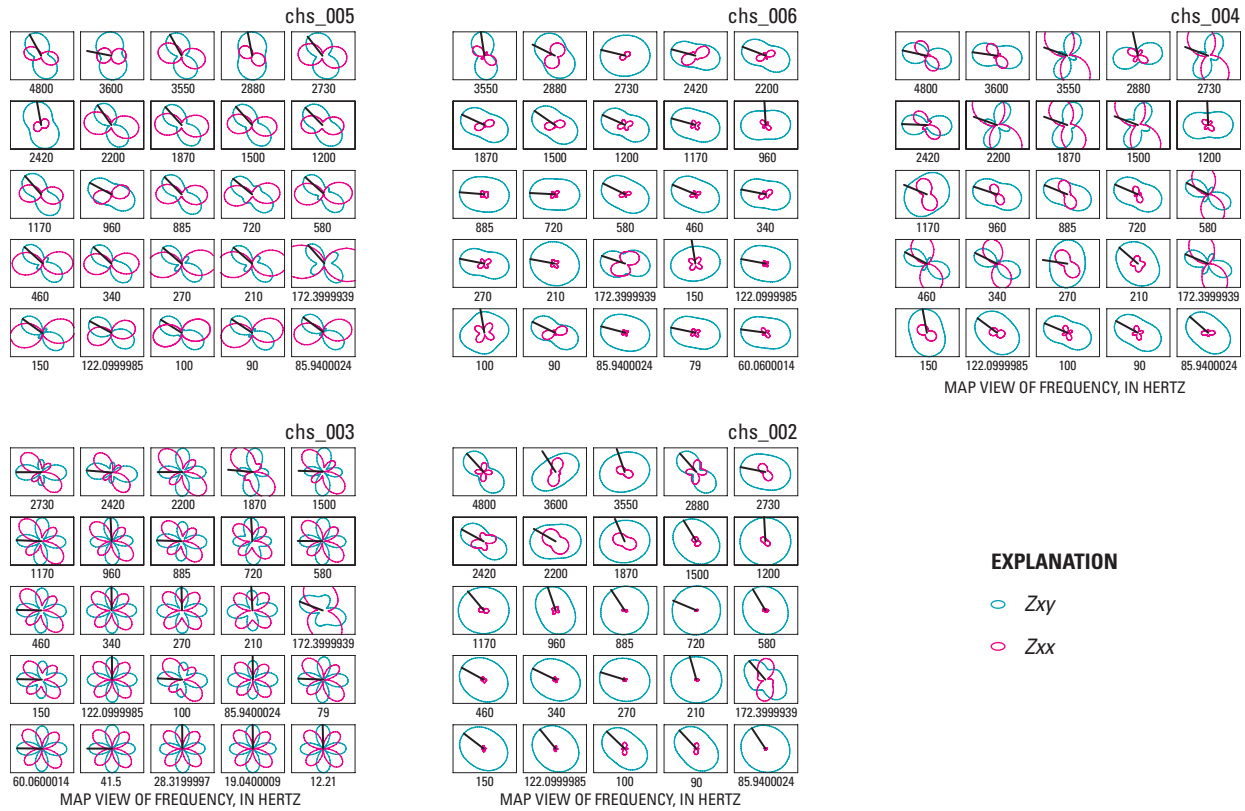 chs_005
4800 3600 3550 2880 2730
2420 2200 1870 1500 1200
1170 960 885 720 580
460 340 270 210 172.3999939
150 122.0999985 100 90 85.9400024
chs_006
3550 2880 2730 2420 2200
1870 1500 1200 1170 960
885 720 580 460 340
270 210 172.3999939 150 122.0999985
100 90 85.9400024 79 60.0600014
chs_004
4800 3600 3550 2880 2730
2420 2200 1870 1500 1200
1170 960 885 720 580
460 340 270 210 172.3999939
150 122.0999985 100 90 85.9400024
MAP VIEW OF FREQUENCY, IN HERTZ
chs_003
2730 2420 2200 1870 1500
1170 960 885 720 580
460 340 270 210 172.3999939
150 122.0999985 100 85.9400024 79
60.0600014 41.5 28.3199997 19.0400009 12.21
MAP VIEW OF FREQUENCY, IN HERTZ
chs_002
4800 3600 3550 2880 2730
2420 2200 1870 1500 1200
1170 960 885 720 580
460 340 270 210 172.3999939
150 122.0999985 100 90 85.9400024
MAP VIEW OF FREQUENCY, IN HERTZ
EXPLANATION
Zxy
Zxx